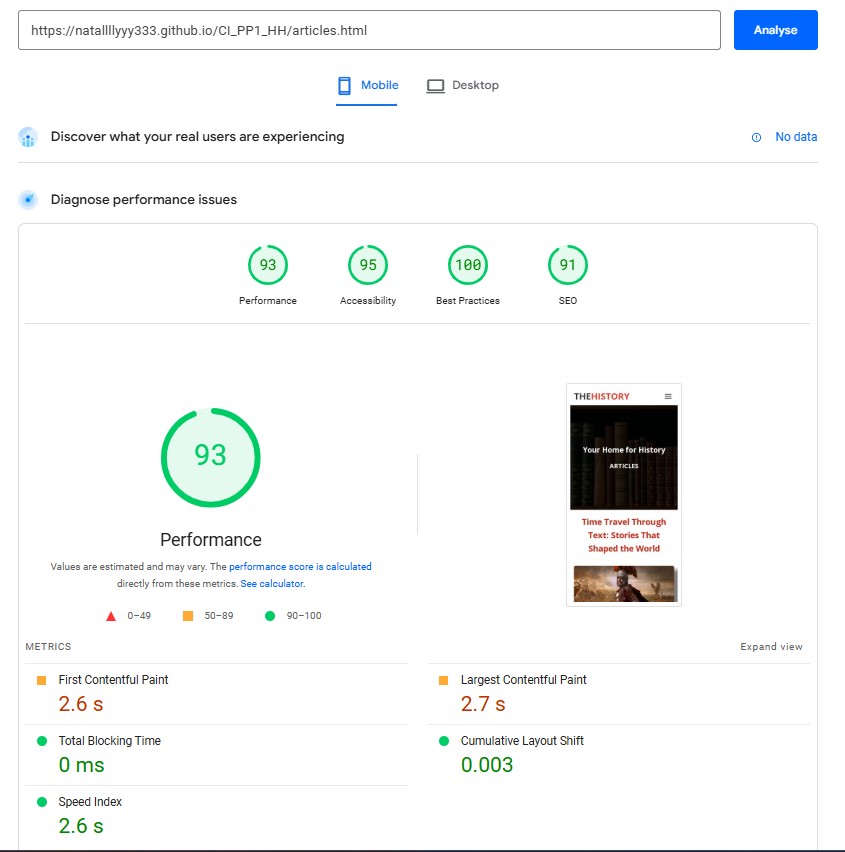 https://natallllyyy333.github.io/CI_PP1_HH/articles.html
Analyse
Mobile
Desktop
Discover what your real users are experiencing
No data
Diagnose performance issues
93
95
100
91
Performance
Accessibility
Best Practices
SEO
93
Performance
Values are estimated and may vary. The performance score is calculated
directly from these metrics. See calculator.
0–49
50–89
90–100
THEHISTORY
Your Home for History
ARTICLES
Time Travel Through
Text: Stories That
Shaped the World
METRICS
Expand view
First Contentful Paint
2.6 s
Largest Contentful Paint
2.7 s
Total Blocking Time
0 ms
Cumulative Layout Shift
0.003
Speed Index
2.6 s